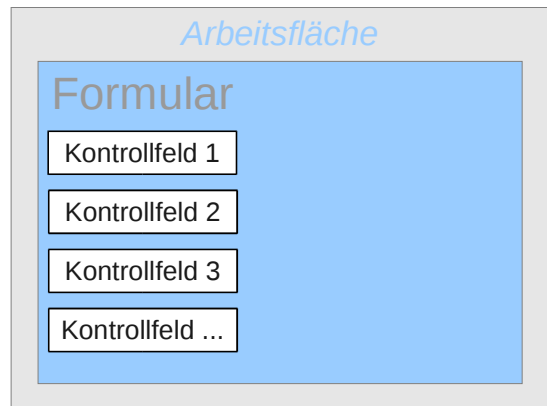 Arbeitsfläche
Formular
Kontrollfeld 1
Kontrollfeld 2
Kontrollfeld 3
Kontrollfeld ...